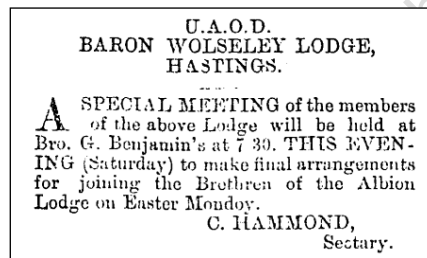 U.A.O.D.
BARON WOLSELEY LODGE,
HASTINGS.
A SPECIAL MEETING of the members
of the above Lodge will be held at
Bro. G. Benjamin's at 7 30. THIS EVEN-
ING (Saturday) to make final arrangements
for joining the Brethren of the Albion
Lodge on Easter Monday.
C. HAMMOND,
Sectary.